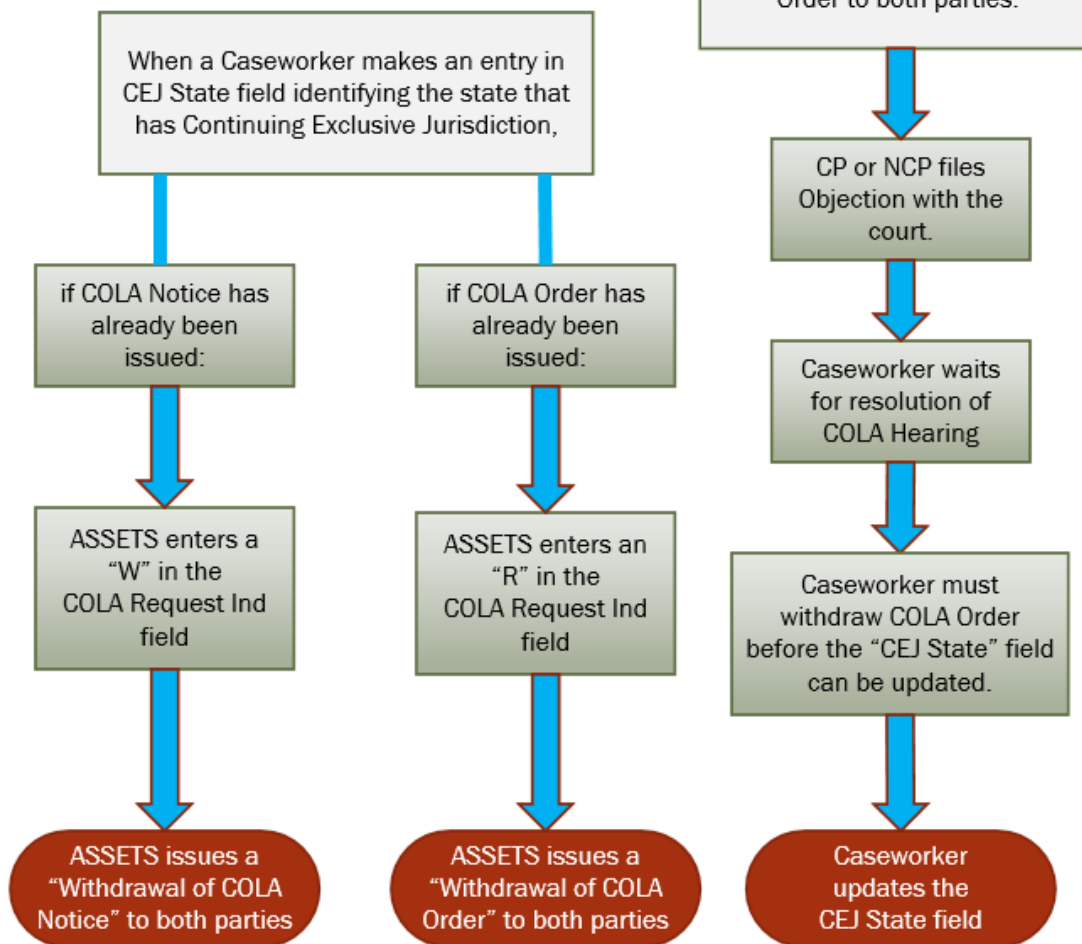 Order to both parties.
When a Caseworker makes an entry in
CEJ State field identifying the state that
has Continuing Exclusive Jurisdiction,
if COLA Notice has
already been
issued:
ASSETS enters a
“W” in the
COLA Request Ind
field
ASSETS issues a
“Withdrawal of COLA
Notice” to both parties
if COLA Order has
already been
issued:
ASSETS enters an
“R” in the
COLA Request Ind
field
ASSETS issues a
“Withdrawal of COLA
Order” to both parties
CP or NCP files
Objection with the
court.
Caseworker waits
for resolution of
COLA Hearing
Caseworker must
withdraw COLA Order
before the “CEJ State” field
can be updated.
Caseworker
updates the
CEJ State field